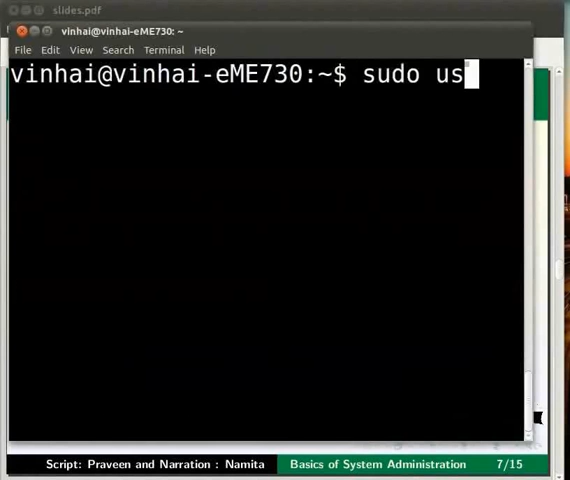 slides.pdf
vinhai@vinhai-eME730: ~
File Edit View Search Terminal Help
vinhai@vinhai-eME730:~$ sudo us
Script: Praveen and Narration : Namita Basics of System Administration 7/15